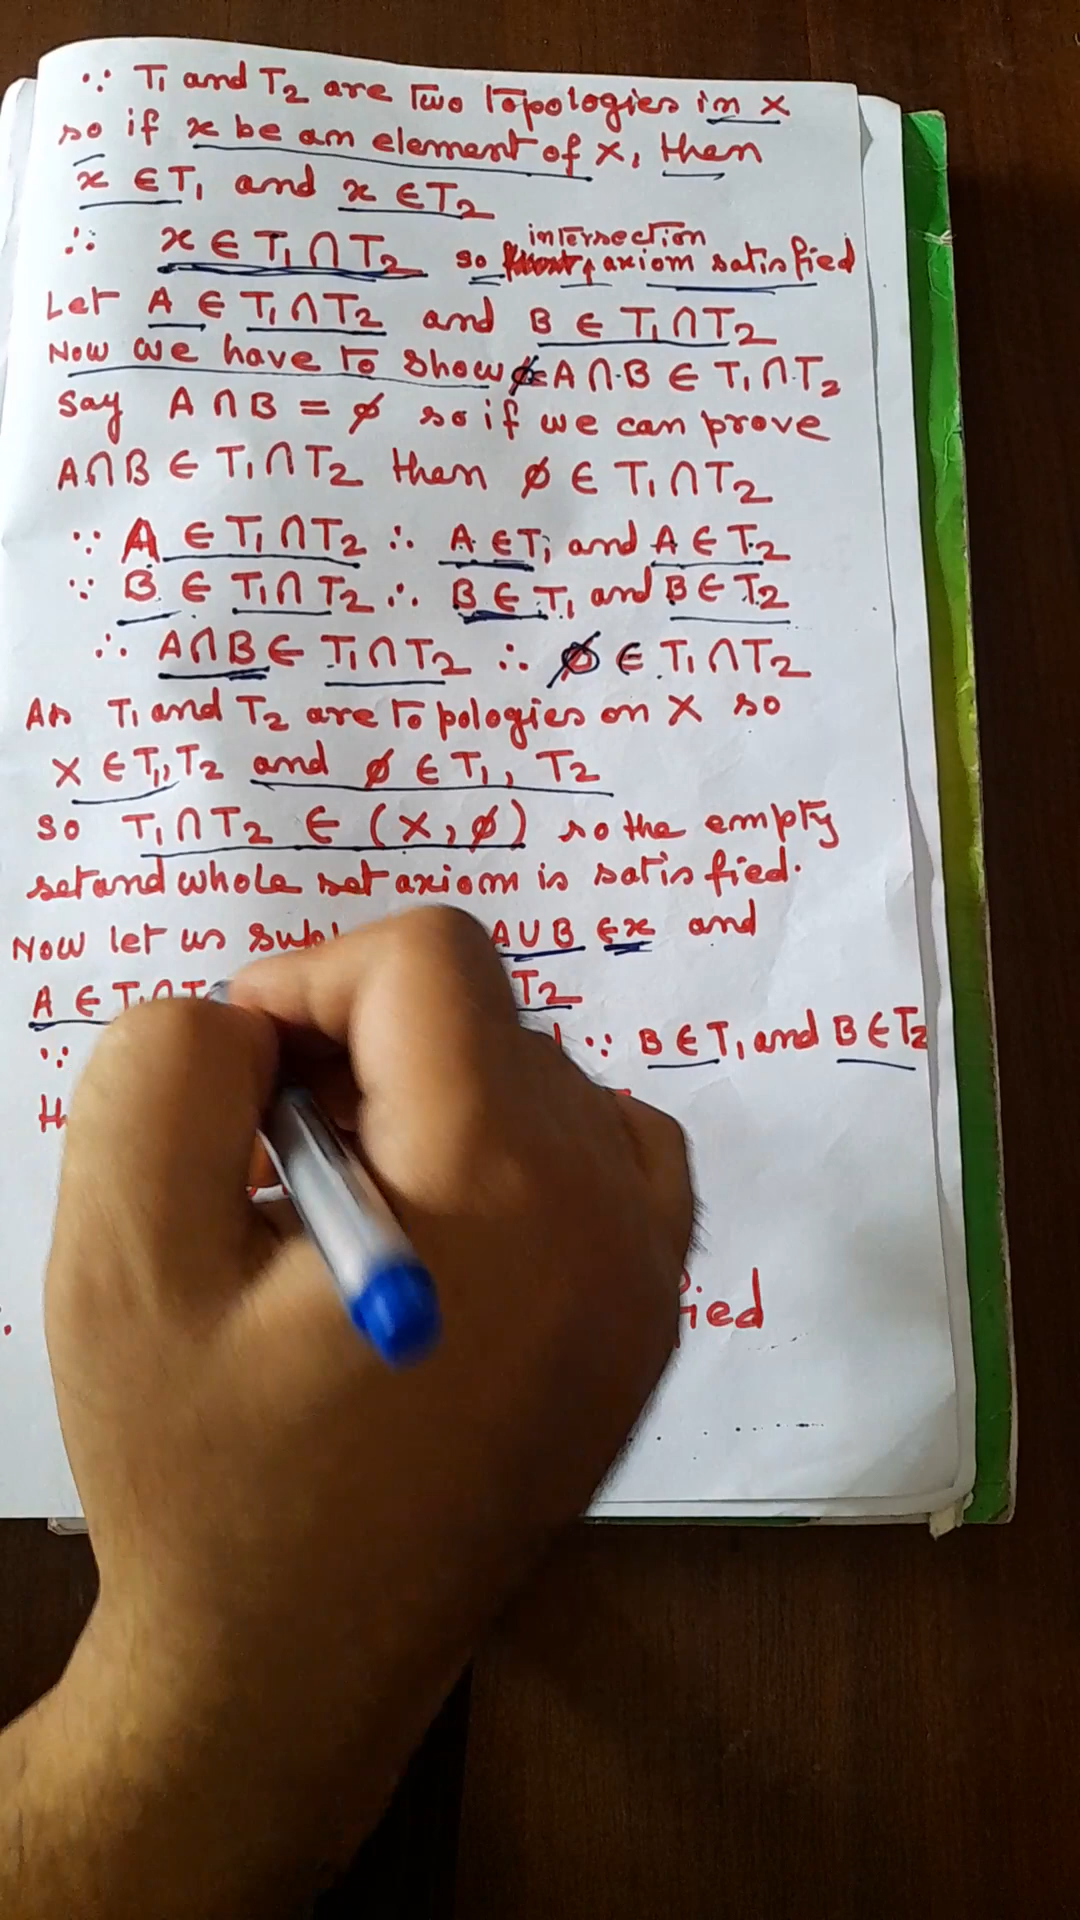 ∵ T1 and T2 are Two Topologies in X
so if x be an element of X, then
x ∈ T1 and x ∈ T2
∴ x ∈ T1 ∩ T2 so intersection axiom satisfied
Let A ∈ T1 ∩ T2 and B ∈ T1 ∩ T2
Now we have to show A ∩ B ∈ T1 ∩ T2
Say A ∩ B = ∅ so if we can prove
A ∩ B ∈ T1 ∩ T2 then ∅ ∈ T1 ∩ T2
∵ A ∈ T1 ∩ T2 ∴ A ∈ T1 and A ∈ T2
∵ B ∈ T1 ∩ T2 ∴ B ∈ T1 and B ∈ T2
∴ A ∩ B ∈ T1 ∩ T2 ∴ ∅ ∈ T1 ∩ T2
As T1 and T2 are topologies on X so
X ∈ T1, T2 and ∅ ∈ T1, T2
so T1 ∩ T2 ∈ (X, ∅) so the empty
set and whole set axiom is satisfied.
Now let us A ∪ B ∈ x and
A ∈ T1 ∩ T2
∵ ∵ B ∈ T1 and B ∈ T2